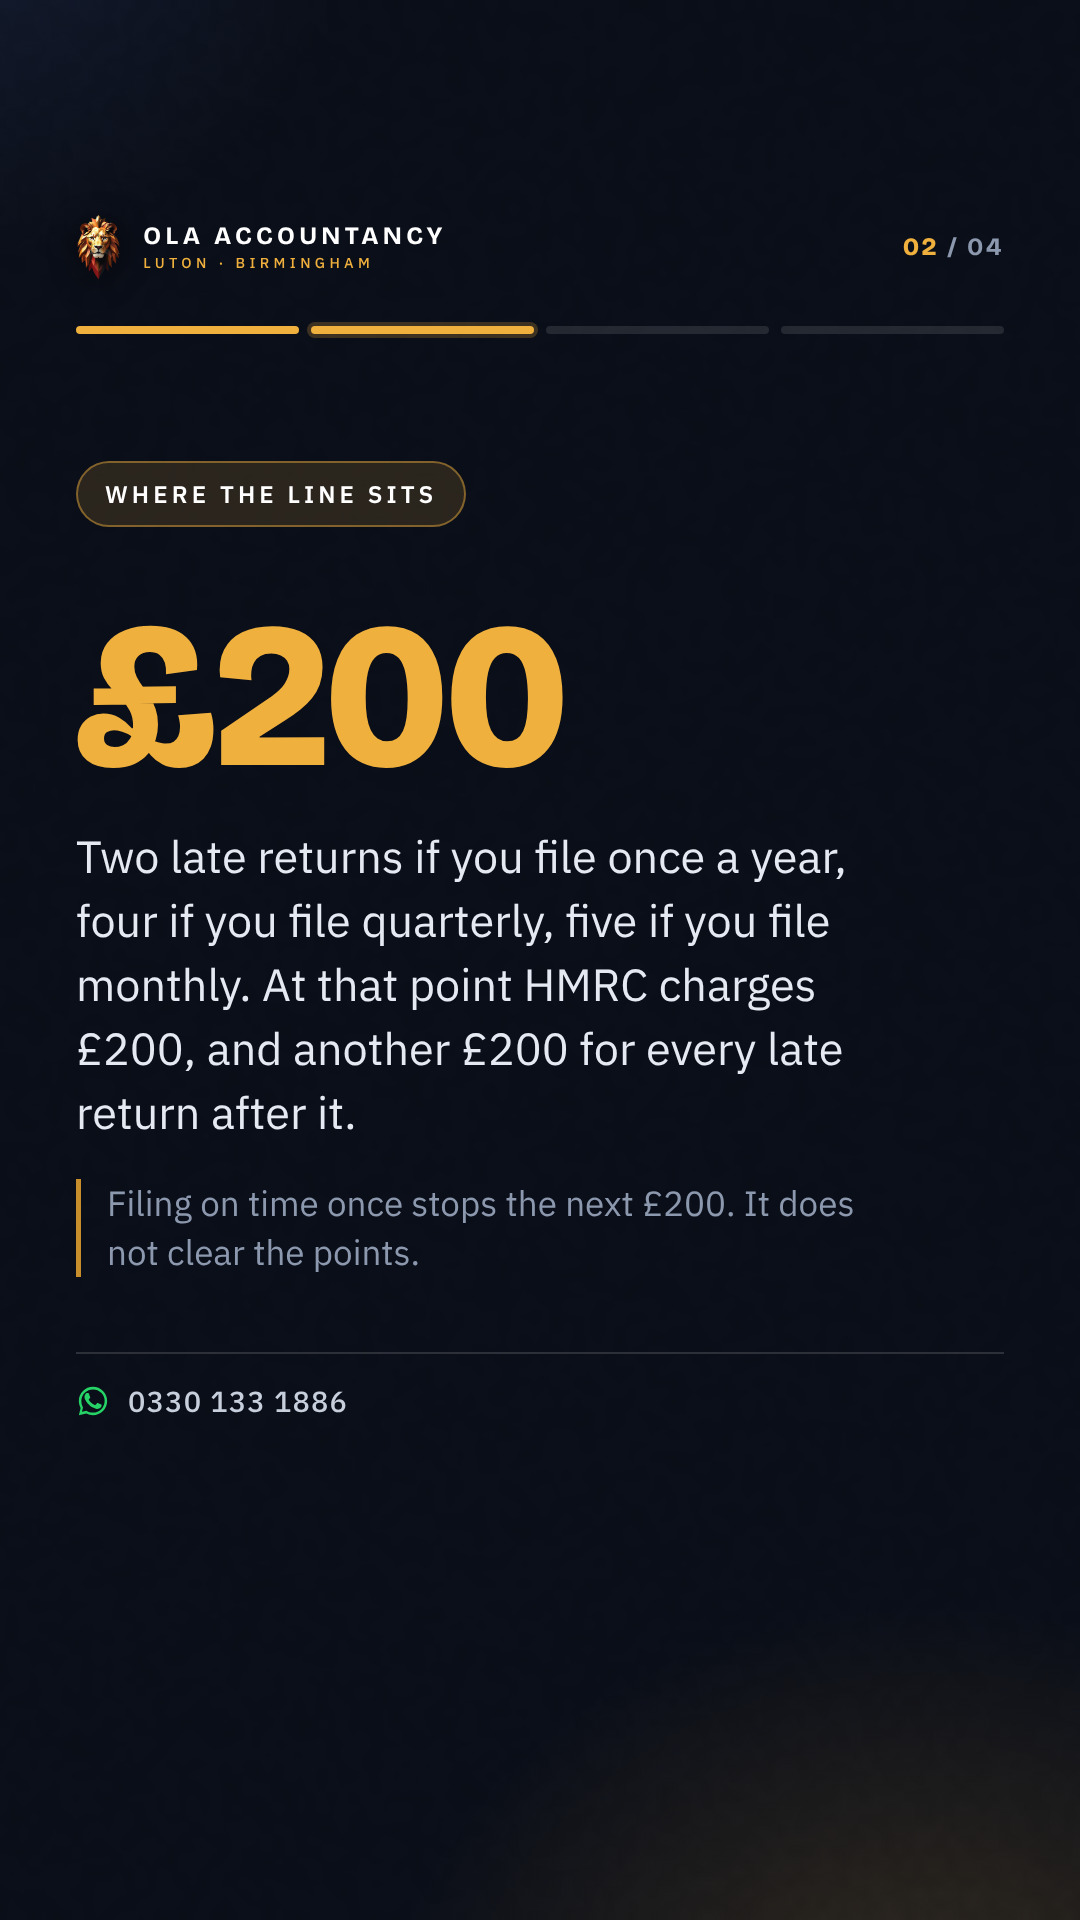 OLA ACCOUNTANCY
LUTON · BIRMINGHAM
02 / 04
WHERE THE LINE SITS
£200
Two late returns if you file once a year,
four if you file quarterly, five if you file
monthly. At that point HMRC charges
£200, and another £200 for every late
return after it.
Filing on time once stops the next £200. It does
not clear the points.
0330 133 1886